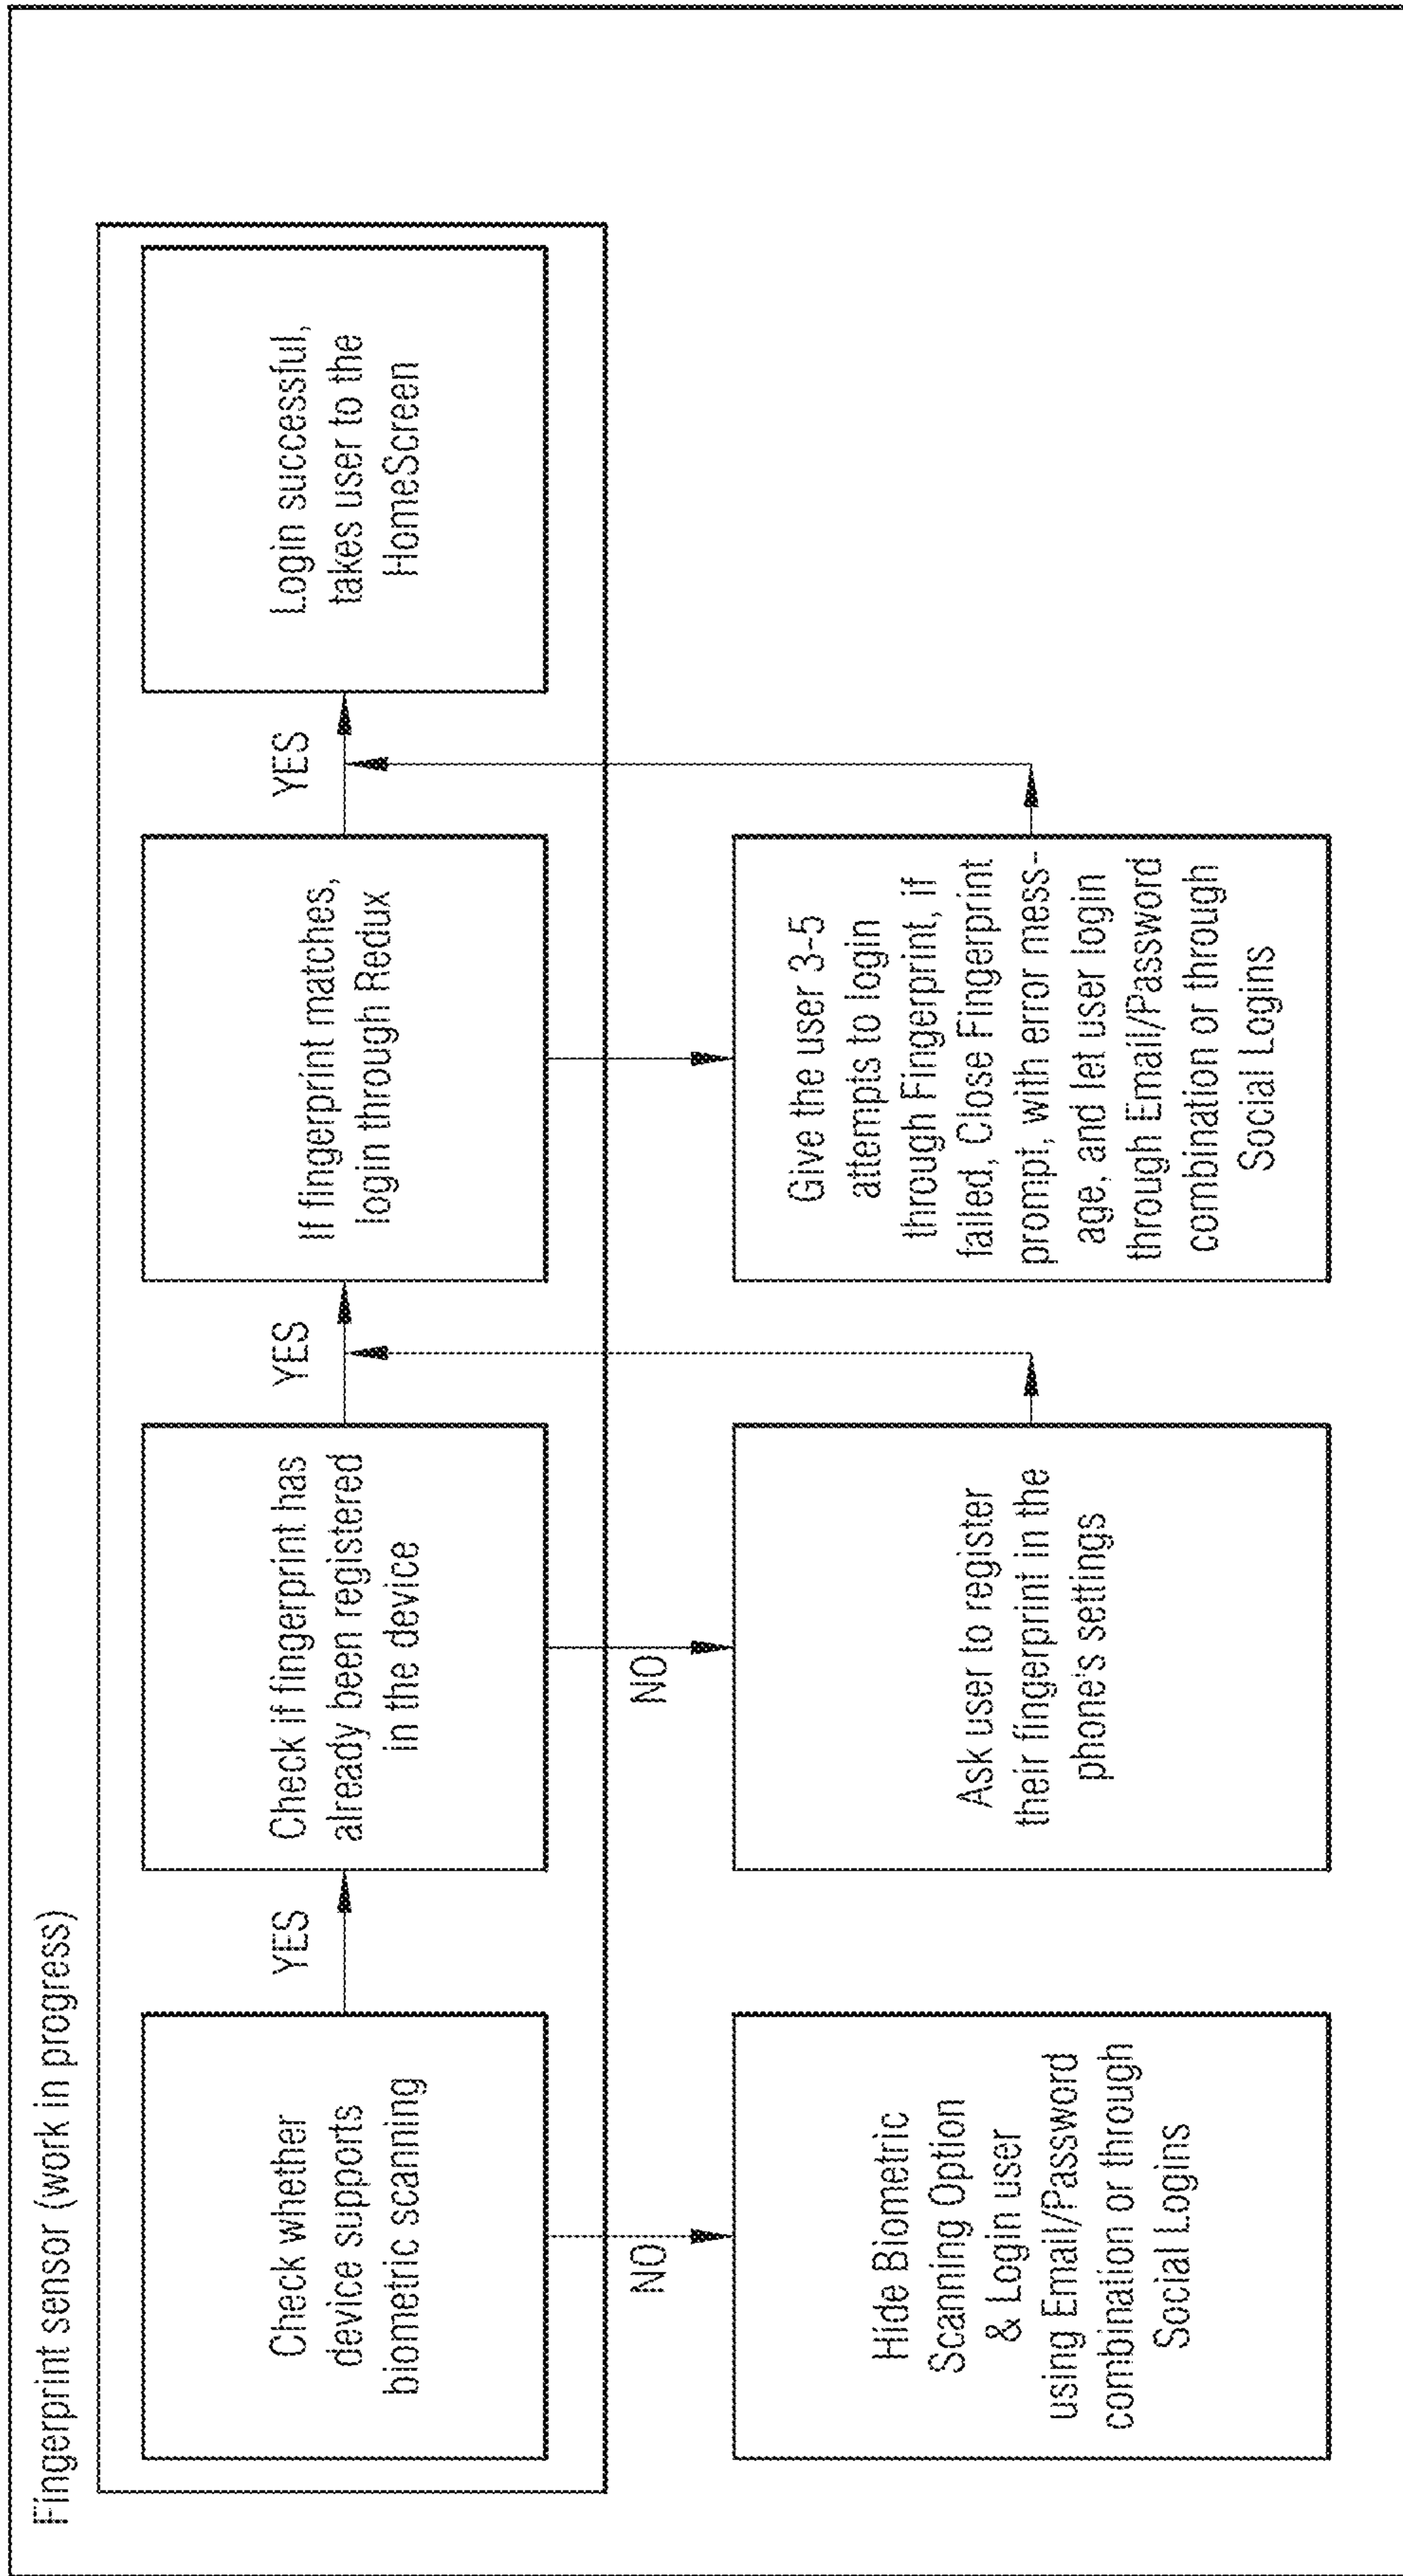 Fingerprint sensor (work in progress)
Check whether
device supports
biometric scanning
YES
Check if fingerprint has
already been registered
in the device
YES
If fingerprint matches,
login through Redux
YES
Login successful,
takes user to the
HomeScreen
NO
NO
Hide Biometric
Scanning Option
& Login user
using Email/Password
combination or through
Social Logins
Ask user to register
their fingerprint in the
phone's settings
Give the user 3-5
attempts to login
through Fingerprint, if
failed, Close Fingerprint
prompt, with error mess-
age, and let user login
through Email/Password
combination or through
Social Logins